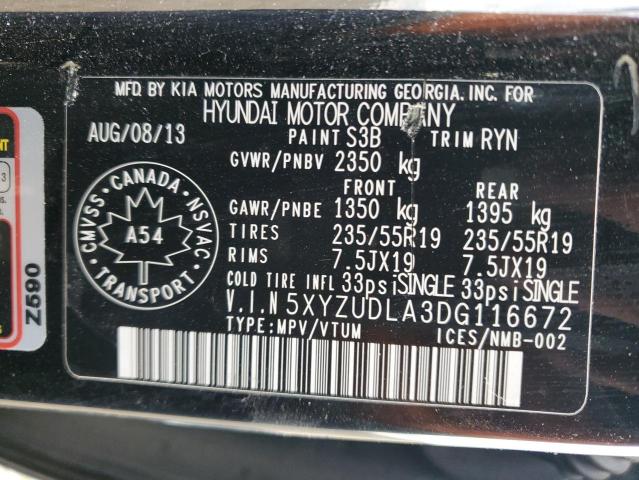 MFD. BY KIA MOTORS MANUFACTURING GEORGIA. INC. FOR
HYUNDAI MOTOR COMPANY
AUG/08/13 PAINT S3B TRIM RYN
GVWR/PNBV 2350 kg
FRONT REAR
GAWR/PNBE 1350 kg 1395 kg
TIRES 235/55R19 235/55R19
RIMS 7.5JX19 7.5JX19
COLD TIRE INFL 33psiSINGLE 33psiSINGLE
V.I.N 5XYZUDLA3DG116672
TYPE:MPV/VTUM ICES/NMB-002
CANADA
CMVSS NSVAC
A54
TRANSPORT
Z590